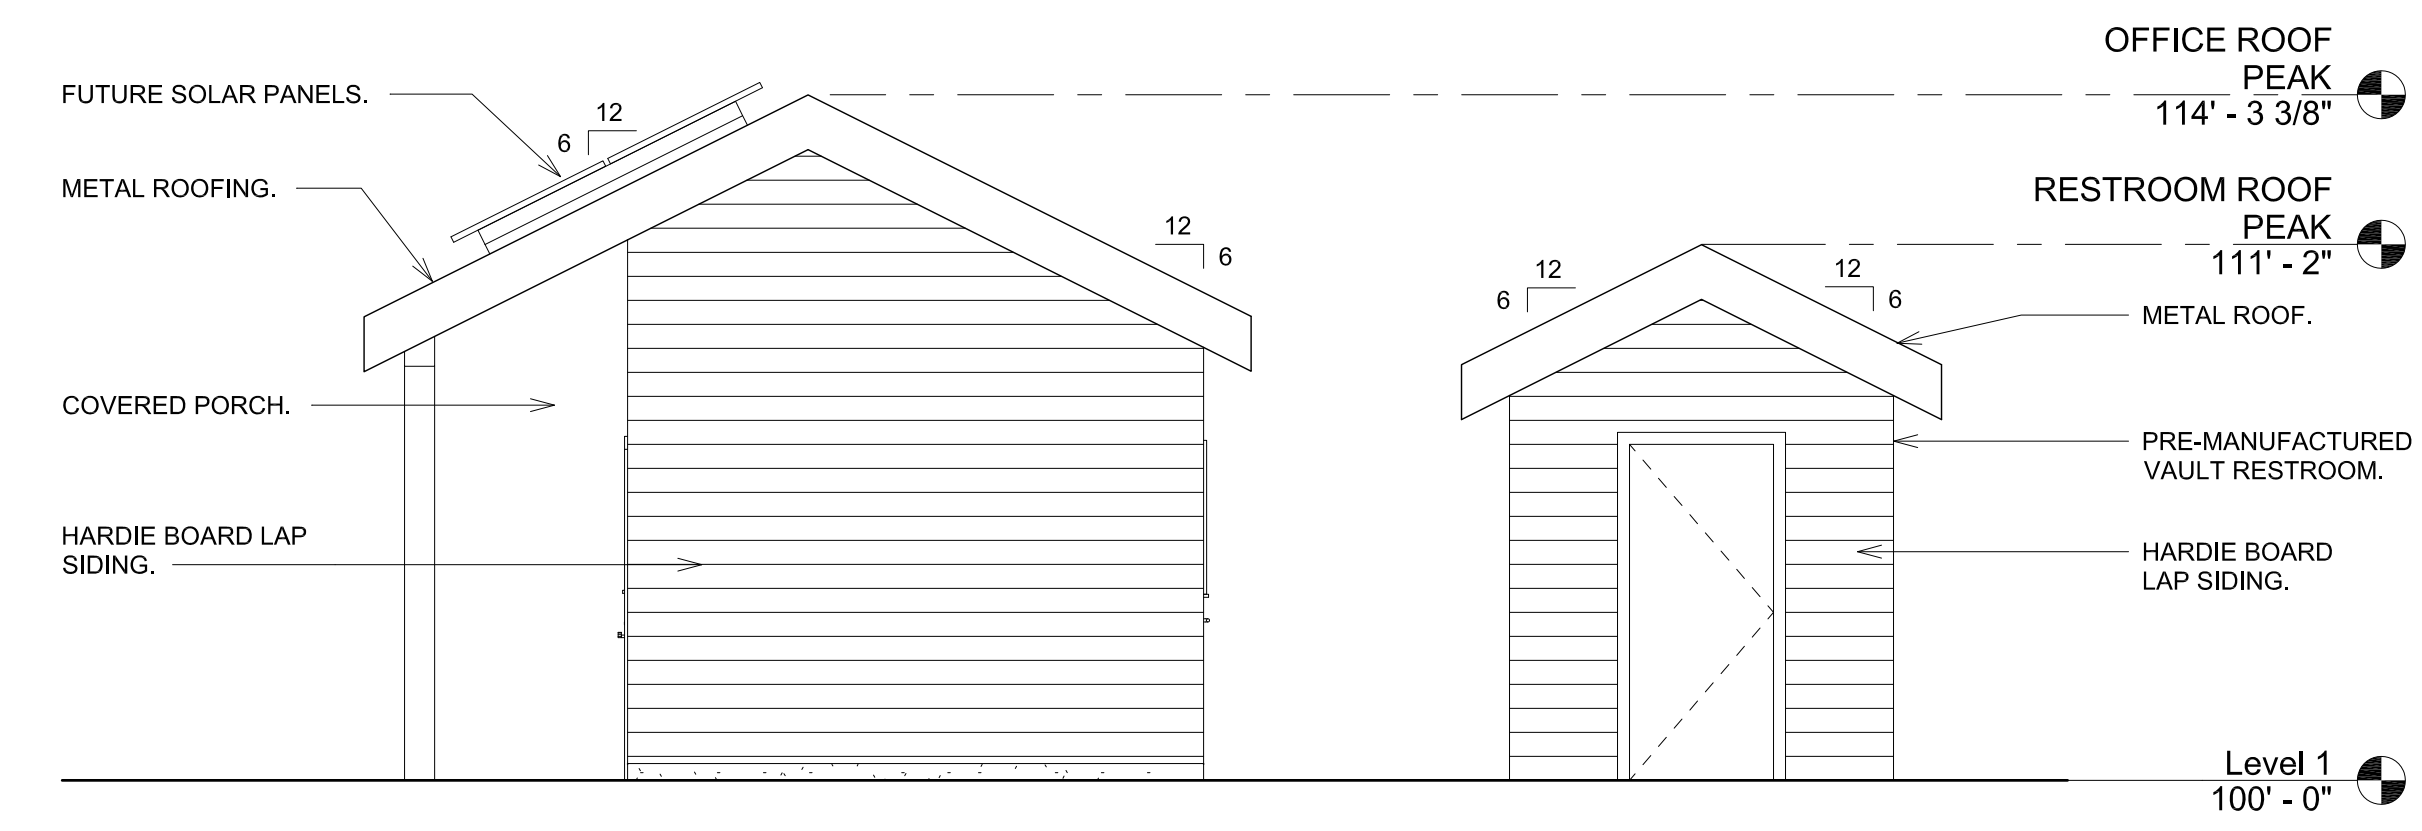 OFFICE ROOF
PEAK
114' - 3 3/8"
FUTURE SOLAR PANELS.
12
6
METAL ROOFING.
RESTROOM ROOF
PEAK
111' - 2"
12
6
12
6
12
6
METAL ROOF.
COVERED PORCH.
PRE-MANUFACTURED
VAULT RESTROOM.
HARDIE BOARD LAP
SIDING.
HARDIE BOARD
LAP SIDING.
Level 1
100' - 0"